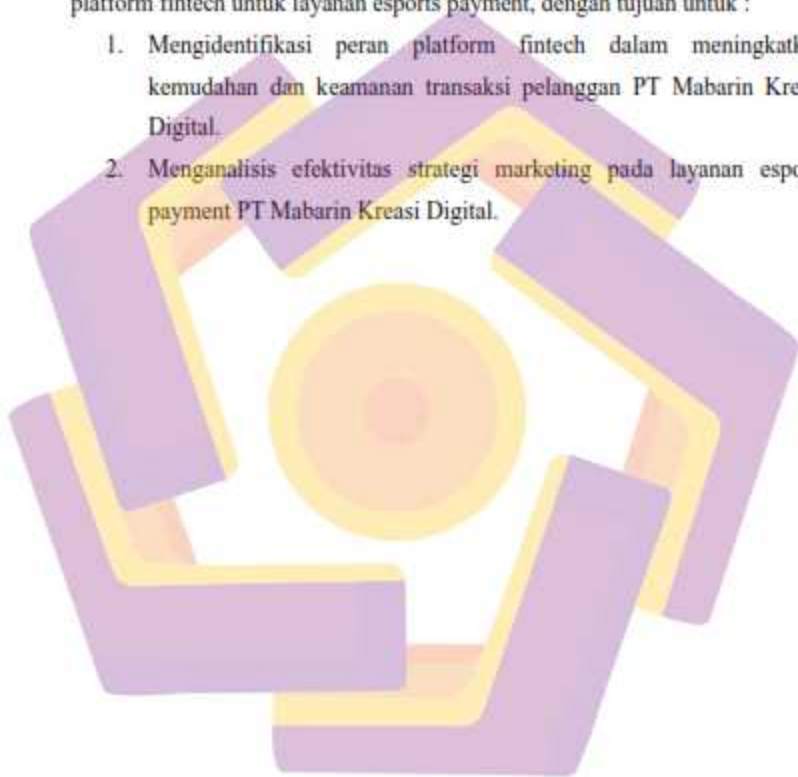 platform fintech untuk layanan esports payment, dengan tujuan untuk :
1. Mengidentifikasi peran platform fintech dalam
kemudahan dan keamanan transaksi pelanggan PT Mabarin
Digital.
2. Menganalisis efektivitas strategi marketing pada layanan
payment PT Mabarin Kreasi Digital.